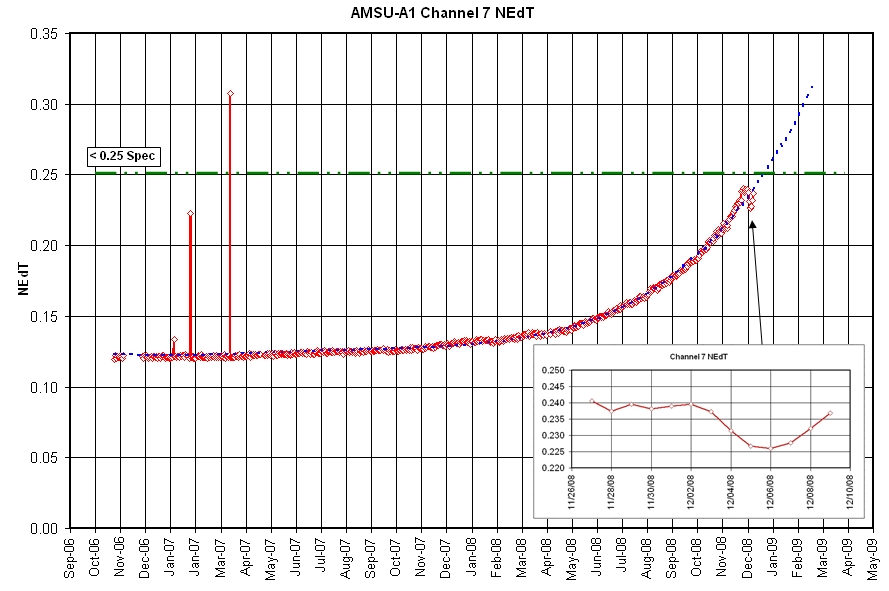 AMSU-A1 Channel 7 NEdT
0.35
0.30
< 0.25 Spec
0.25
0.20
NEdT
0.15
0.10
0.05
0.00
Channel 7 NEdT
0.250
0.245
0.240
0.235
0.230
0.225
0.220
11/26/08 11/28/08 11/30/08 12/02/08 12/04/08 12/06/08 12/08/08 12/10/08
Sep-06 Oct-06 Nov-06 Dec-06 Jan-07 Jan-07 Mar-07 Apr-07 May-07 Jun-07 Jul-07 Aug-07 Sep-07 Oct-07 Nov-07 Dec-07 Jan-08 Feb-08 Mar-08 Apr-08 May-08 Jun-08 Jul-08 Aug-08 Sep-08 Oct-08 Nov-08 Dec-08 Jan-09 Feb-09 Mar-09 Apr-09 May-09